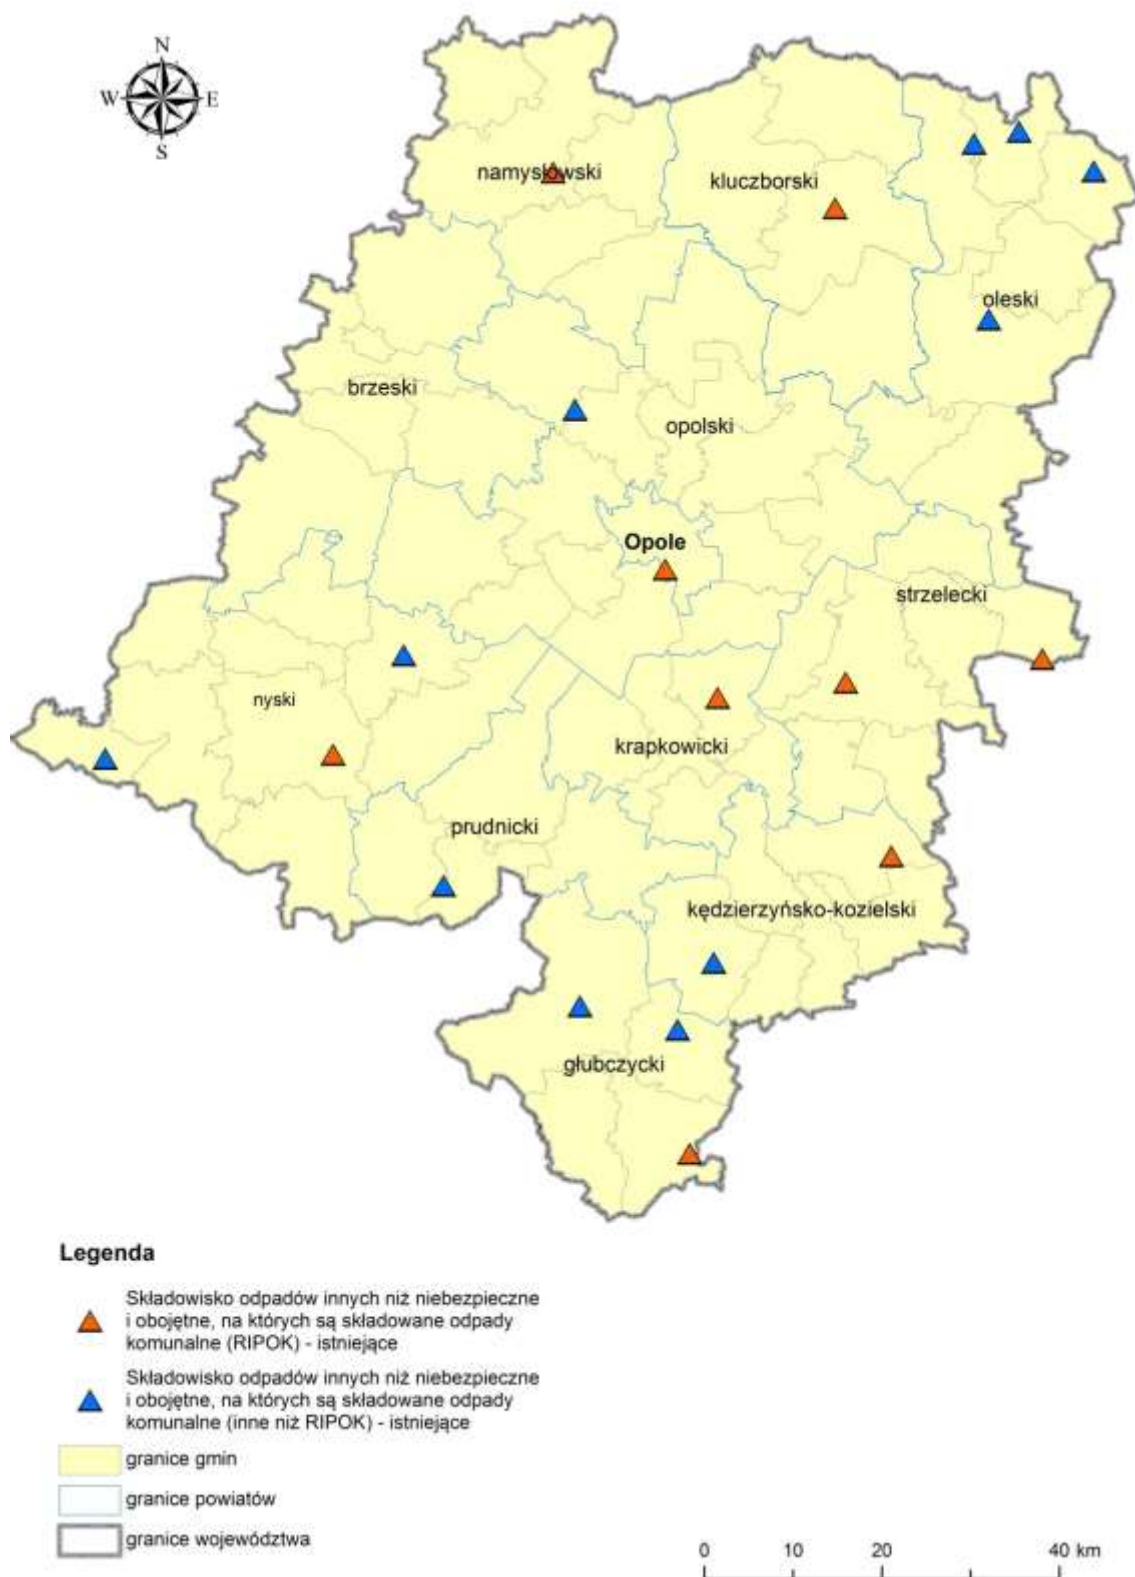 N
W E
S
namysłowski
kluczborski
oleski
brzeski
opolski
Opole
strzelecki
nyski
krapkowicki
prudnicki
kędzierzyńsko-kozielski
głubczycki
Legenda
Składowisko odpadów innych niż niebezpieczne
i obojętne, na których są składowane odpady
komunalne (RIPOK) - istniejące
Składowisko odpadów innych niż niebezpieczne
i obojętne, na których są składowane odpady
komunalne (inne niż RIPOK) - istniejące
granice gmin
granice powiatów
granice województwa
0 10 20 40 km